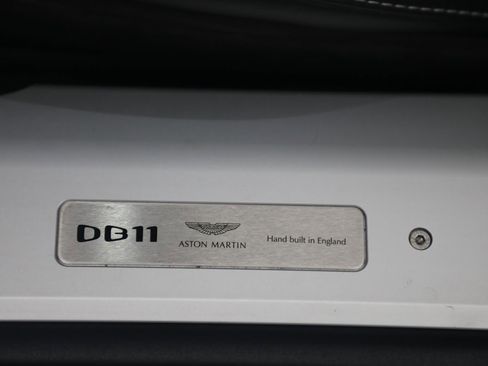 DB11
ASTON MARTIN
Hand built in England